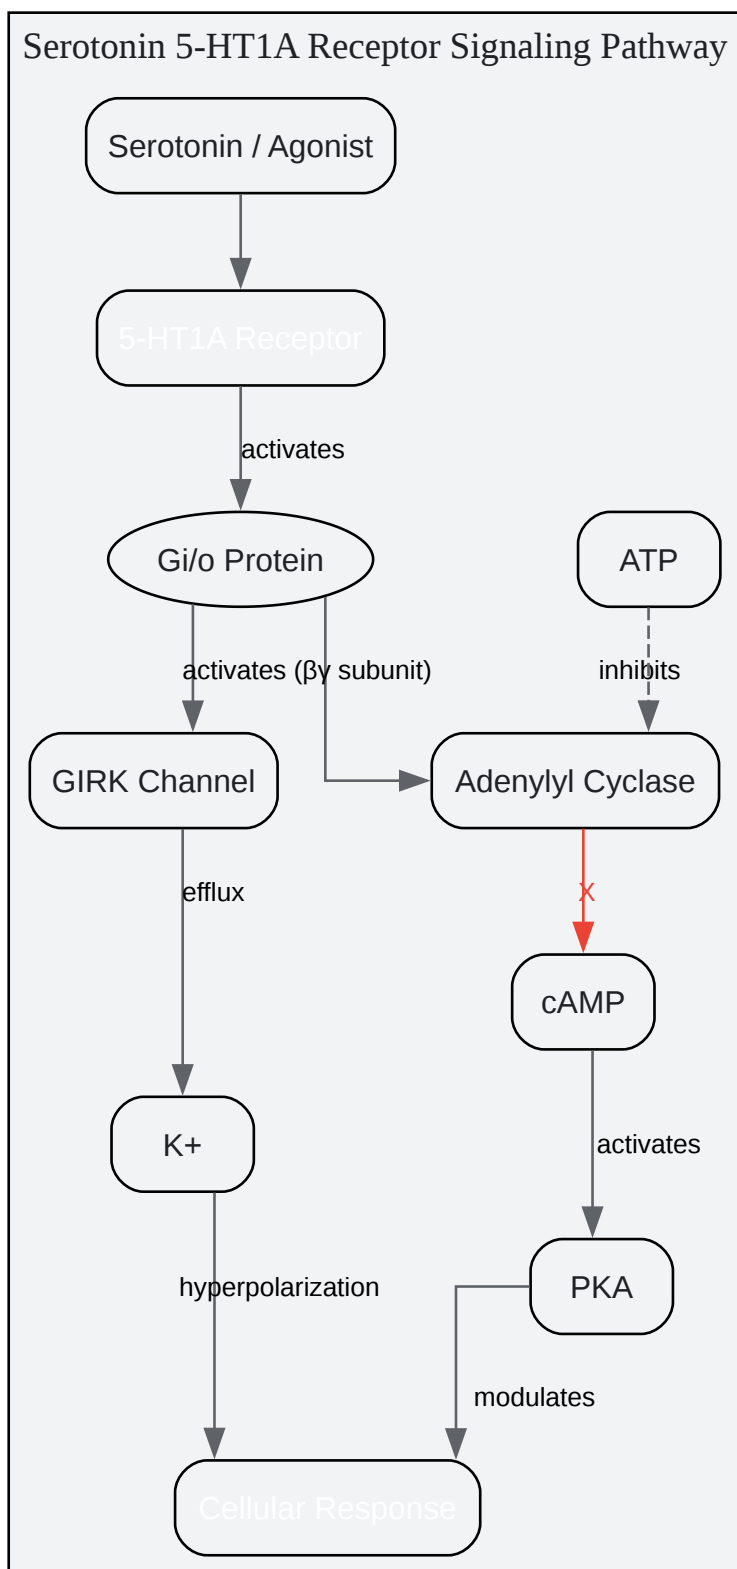 Serotonin 5-HT1A Receptor Signaling Pathway
Serotonin / Agonist
5-HT1A Receptor
activates
Gi/o Protein
ATP
activates (βγ subunit)
inhibits
GIRK Channel
Adenylyl Cyclase
efflux
X
cAMP
K+
activates
hyperpolarization
PKA
modulates
Cellular Response